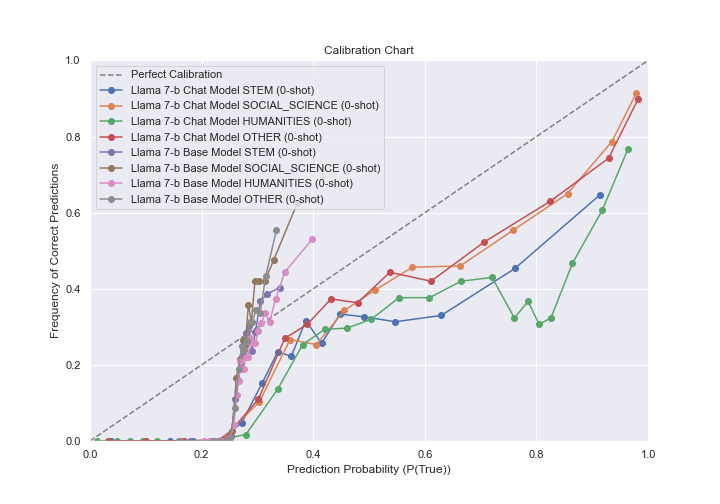 Calibration Chart
Perfect Calibration
Llama 7-b Chat Model STEM (0-shot)
Llama 7-b Chat Model SOCIAL_SCIENCE (0-shot)
Llama 7-b Chat Model HUMANITIES (0-shot)
Llama 7-b Chat Model OTHER (0-shot)
Llama 7-b Base Model STEM (0-shot)
Llama 7-b Base Model SOCIAL_SCIENCE (0-shot)
Llama 7-b Base Model HUMANITIES (0-shot)
Llama 7-b Base Model OTHER (0-shot)
Frequency of Correct Predictions
1.0
0.8
0.6
0.4
0.2
0.0
0.0 0.2 0.4 0.6 0.8 1.0
Prediction Probability (P(True))